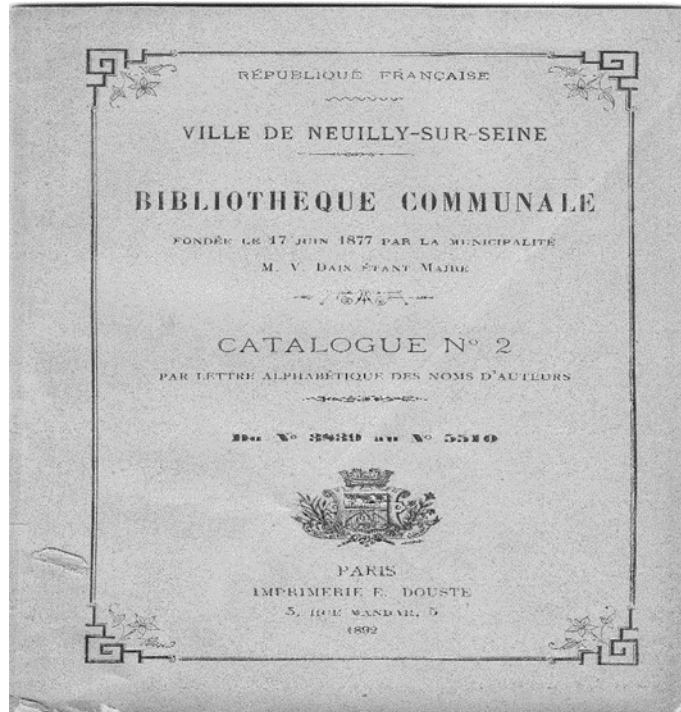 RÉPUBLIQUE FRANÇAISE
VILLE DE NEUILLY-SUR-SEINE
BIBLIOTHEQUE COMMUNALE
FONDÉE LE 17 JUIN 1877 PAR LA MUNICIPALITÉ
M. V. DAIX ÉTANT MAIRE
CATALOGUE N° 2
PAR LETTRE ALPHABÉTIQUE DES NOMS D'AUTEURS
Du N° 3839 au N° 5510
PARIS
IMPRIMERIE E. DOUSTE
5, RUE MANDAR, 5
1892